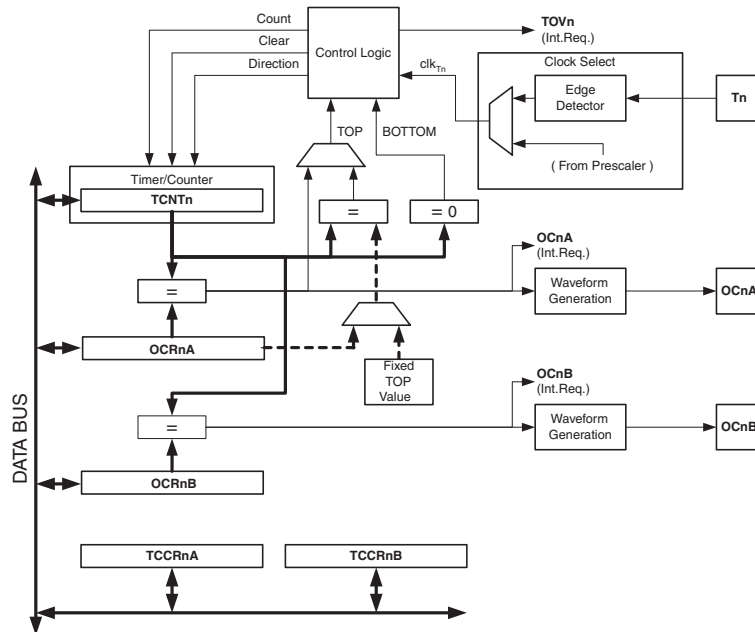 Count
Clear
Direction
Control Logic
TOVn
(Int.Req.)
clkTn
Clock Select
Edge
Detector
Tn
( From Prescaler )
TOP
BOTTOM
Timer/Counter
TCNTn
=
= 0
OCnA
(Int.Req.)
=
Waveform
Generation
OCnA
OCRnA
Fixed
TOP
Value
OCnB
(Int.Req.)
=
Waveform
Generation
OCnB
OCRnB
DATA BUS
TCCRnA
TCCRnB